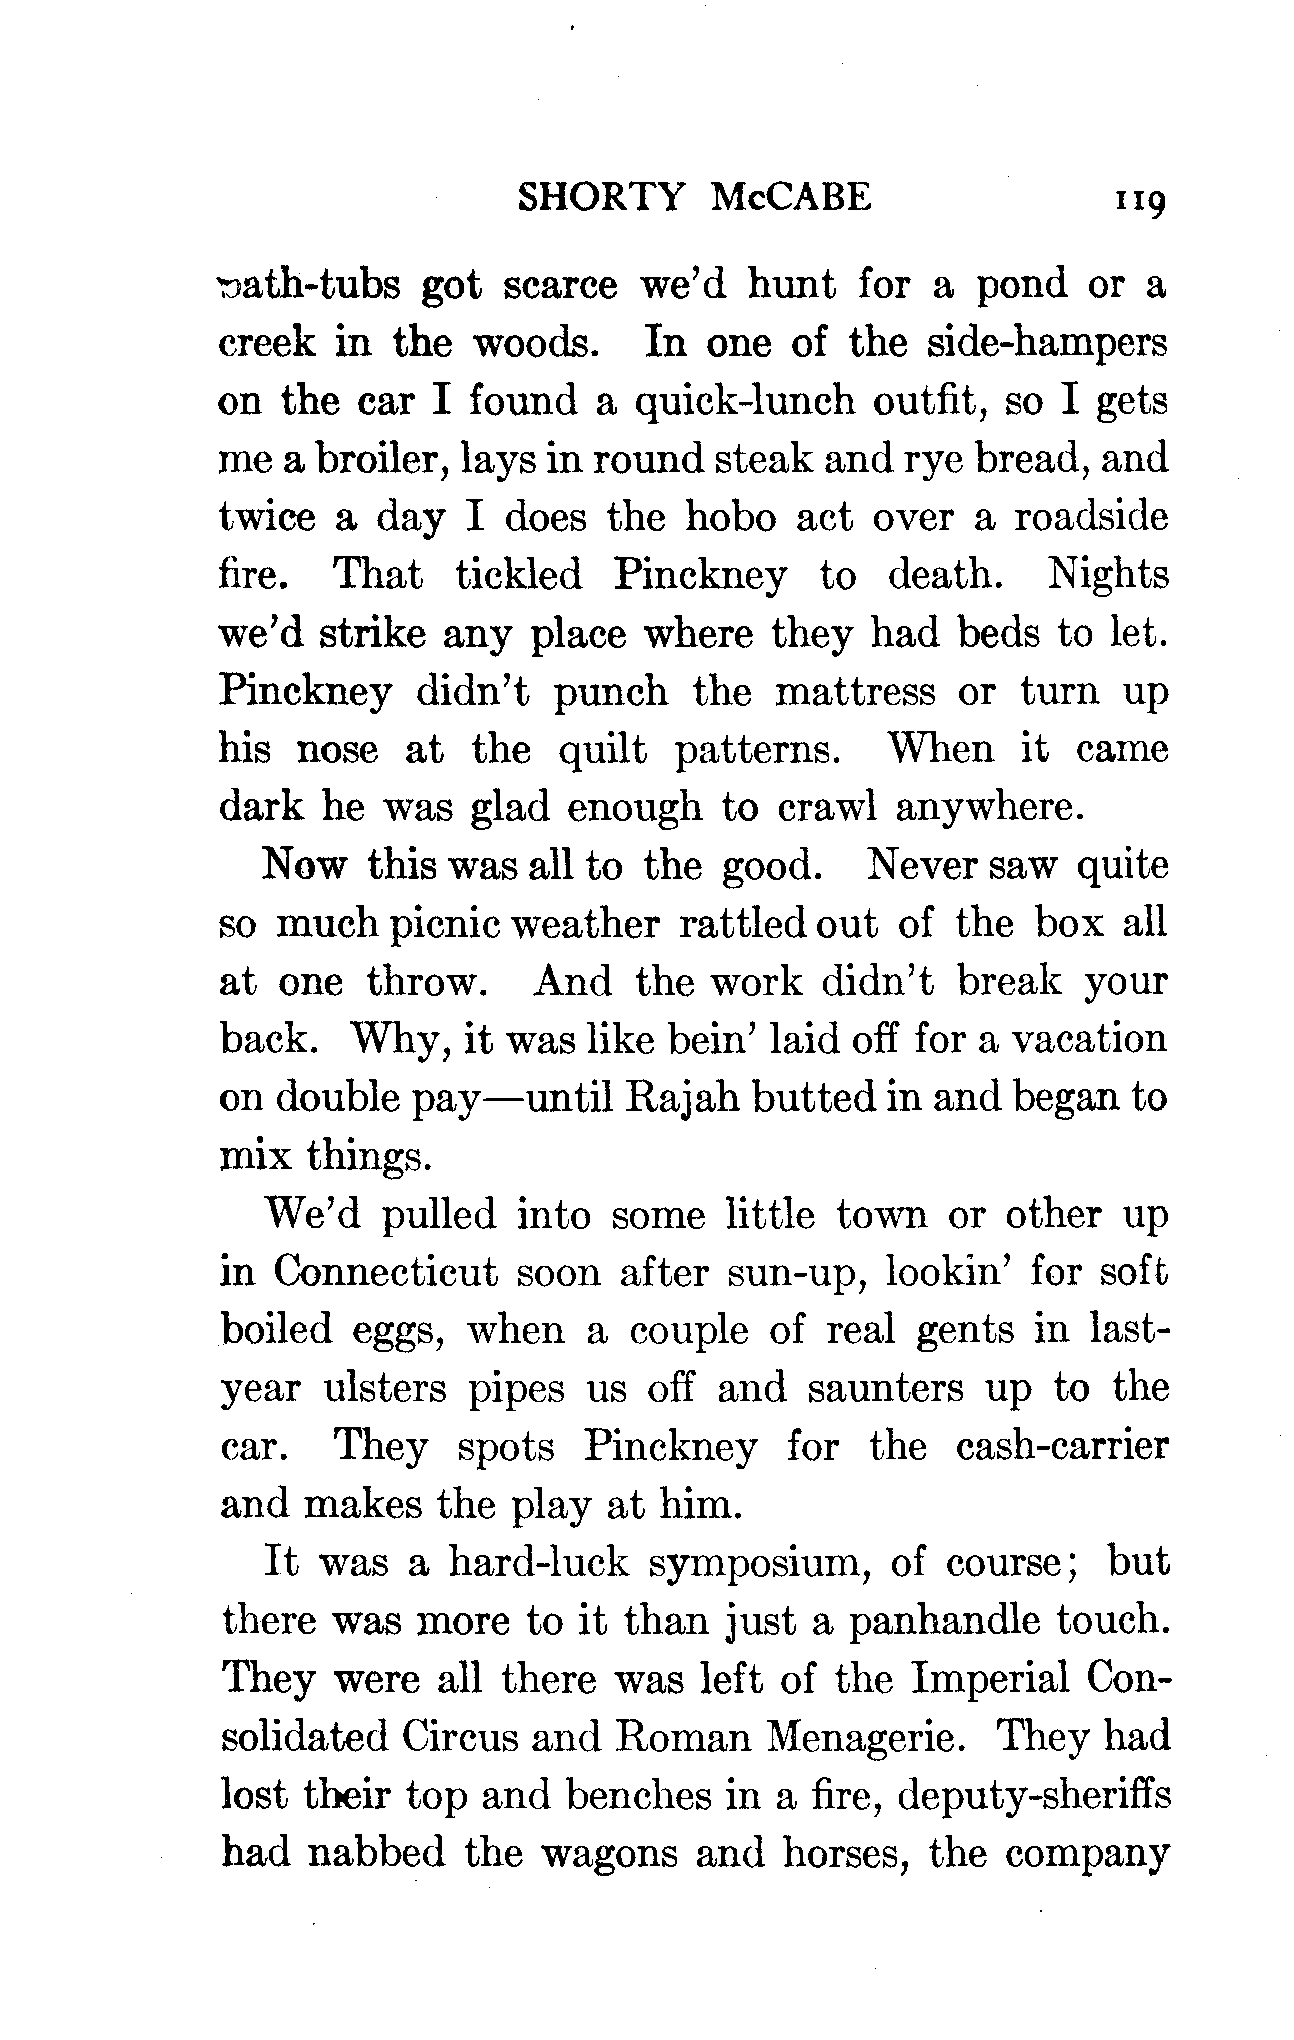 SHORTY McCABE 119
bath-tubs got scarce we'd hunt for a pond or a
creek in the woods. In one of the side-hampers
on the car I found a quick-lunch outfit, so I gets
me a broiler, lays in round steak and rye bread, and
twice a day I does the hobo act over a roadside
fire. That tickled Pinckney to death. Nights
we'd strike any place where they had beds to let.
Pinckney didn't punch the mattress or turn up
his nose at the quilt patterns. When it came
dark he was glad enough to crawl anywhere.
Now this was all to the good. Never saw quite
so much picnic weather rattled out of the box all
at one throw. And the work didn't break your
back. Why, it was like bein' laid off for a vacation
on double pay—until Rajah butted in and began to
mix things.
We'd pulled into some little town or other up
in Connecticut soon after sun-up, lookin' for soft
boiled eggs, when a couple of real gents in last-
year ulsters pipes us off and saunters up to the
car. They spots Pinckney for the cash-carrier
and makes the play at him.
It was a hard-luck symposium, of course; but
there was more to it than just a panhandle touch.
They were all there was left of the Imperial Con-
solidated Circus and Roman Menagerie. They had
lost their top and benches in a fire, deputy-sheriffs
had nabbed the wagons and horses, the company